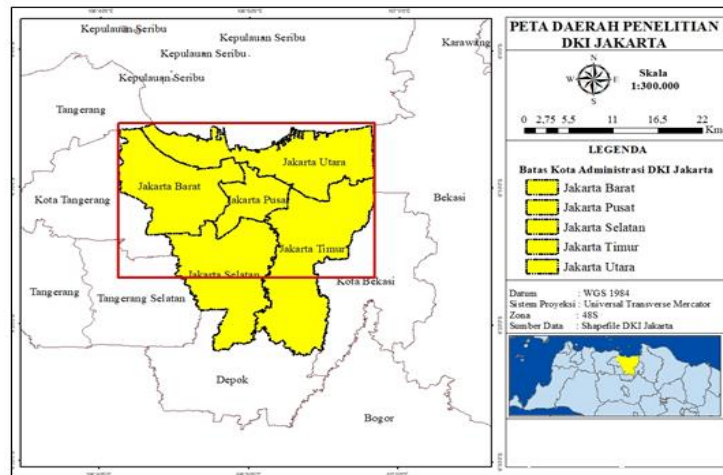 Kepulauan Seribu
Kepulauan Seribu
Kepulauan Seribu
Karawang
Kepulauan Seribu
Tangerang
Jakarta Utara
Jakarta Barat
Kota Tangerang
Jakarta Pusat
Bekasi
Jakarta Timur
Jakarta Selatan
Kota Bekasi
Tangerang
Tangerang Selatan
Depok
Bogor
PETA DAERAH PENELITIAN
DKI JAKARTA
N
W E
S
Skala
1:300.000
0 2,75 5,5 11 16,5 22
Km
LEGENDA
Batas Kota Administrasi DKI Jakarta
Jakarta Barat
Jakarta Pusat
Jakarta Selatan
Jakarta Timur
Jakarta Utara
Datum : WGS 1984
Sistem Proyeksi : Universal Transverse Mercator
Zona : 48S
Sumber Data : Shapefile DKI Jakarta